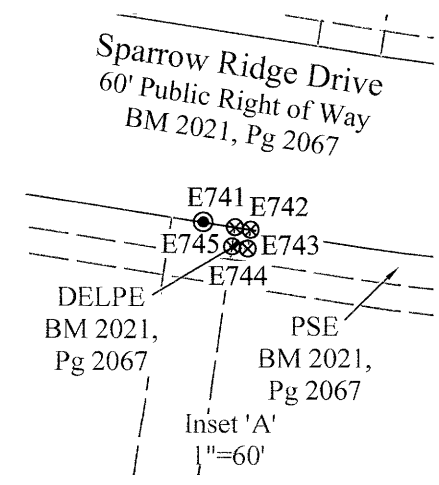 Sparrow Ridge Drive
60' Public Right of Way
BM 2021, Pg 2067
E741
E742
E745
E743
E744
DELPE
BM 2021,
Pg 2067
PSE
BM 2021,
Pg 2067
Inset 'A'
1"=60'